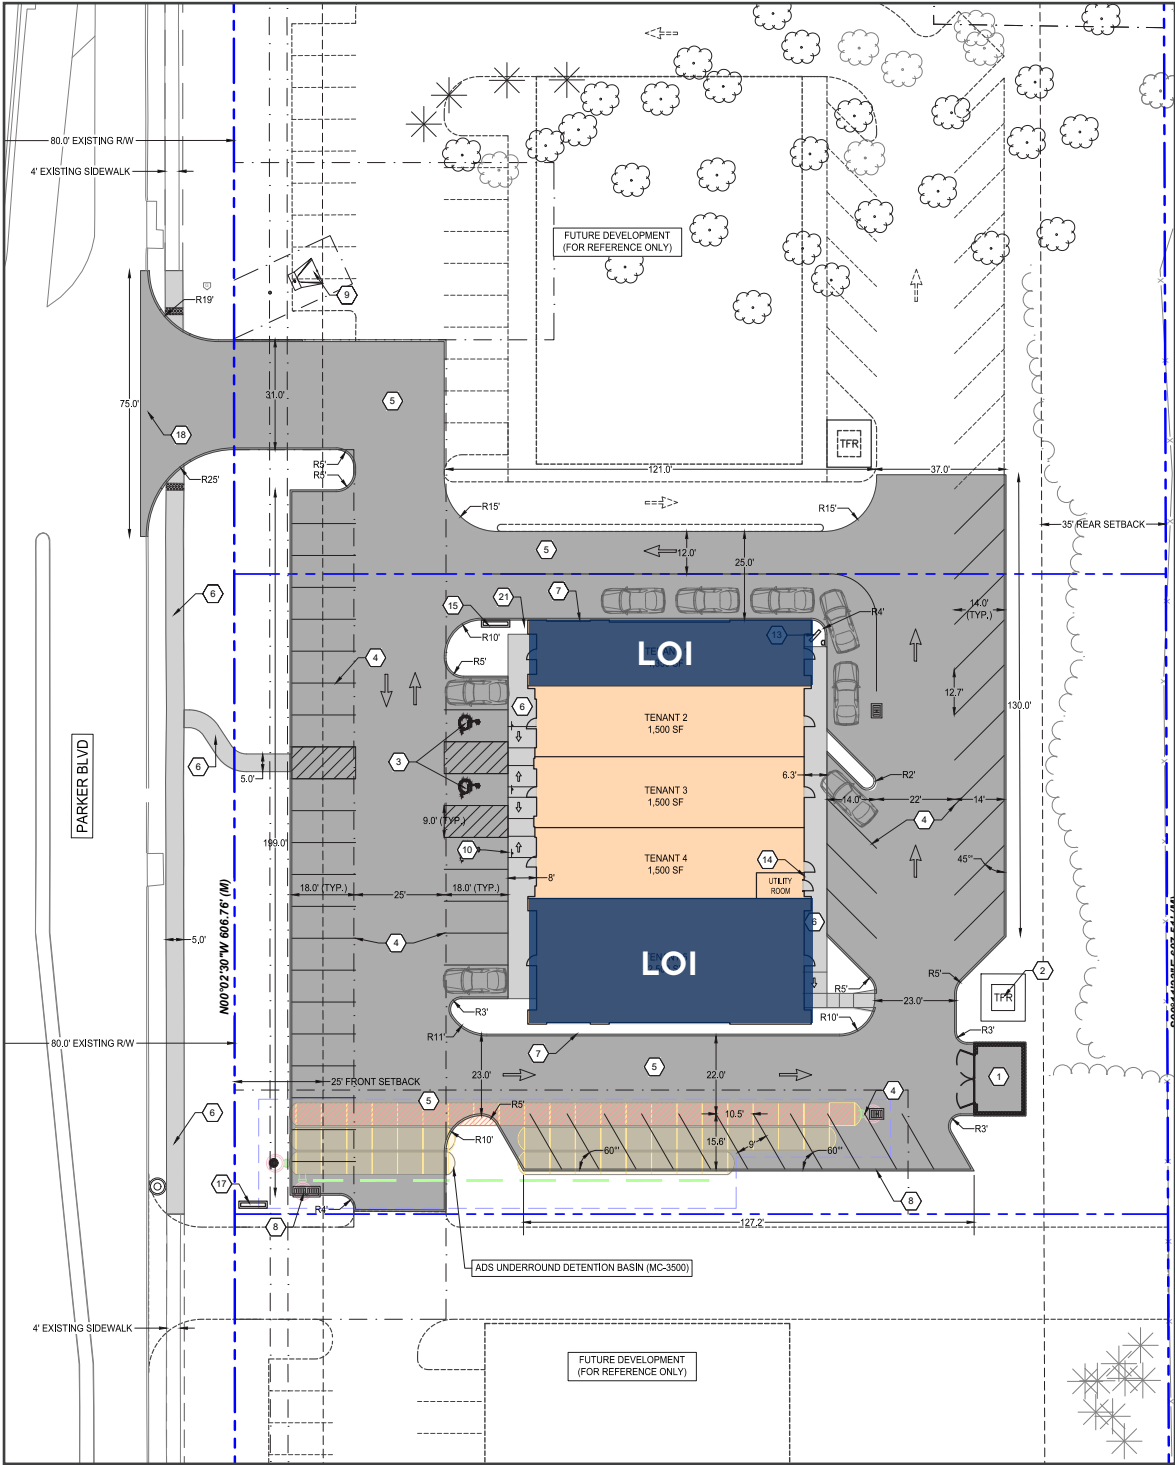 80.0' EXISTING R/W
4' EXISTING SIDEWALK
FUTURE DEVELOPMENT
(FOR REFERENCE ONLY)
R19'
9
75.0'
31.0'
5
18
TFR
R5'
R5'
R25'
121.0'
37.0'
R15'
R15'
35' REAR SETBACK
5
12.0'
25.0'
6
15
21
7
14.0'
(TYP.)
R4'
13
R10'
LOI
4
R5'
6
12.7'
130.0'
TENANT 2
1,500 SF
PARKER BLVD
6
3
5.0'
6.3'
R2'
TENANT 3
1,500 SF
14.0'
22'
14'
9.0' (TYP.)
4
199.0'
10
TENANT 4
1,500 SF
14
45°
UTILITY
ROOM
8'
18.0' (TYP.)
25'
18.0' (TYP.)
N00°02'30"W 606.76' (M)
6
5.0'
4
LOI
R5'
R5'
2
TFR
23.0'
R3'
R11'
R10'
R3'
80.0' EXISTING R/W
7
5
1
23.0'
22.0'
25' FRONT SETBACK
4
5
6
R5'
10.5'
R10'
15.6'
9'
R3'
60°
60°
17
8
R4'
8
127.2'
ADS UNDERROUND DETENTION BASIN (MC-3500)
4' EXISTING SIDEWALK
FUTURE DEVELOPMENT
(FOR REFERENCE ONLY)